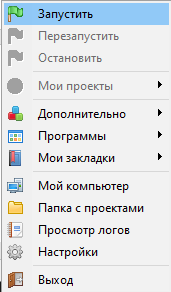 Запустить
Перезапустить
Остановить
Мои проекты
Дополнительно
Программы
Мои закладки
Мой компьютер
Папка с проектами
Просмотр логов
Настройки
Выход